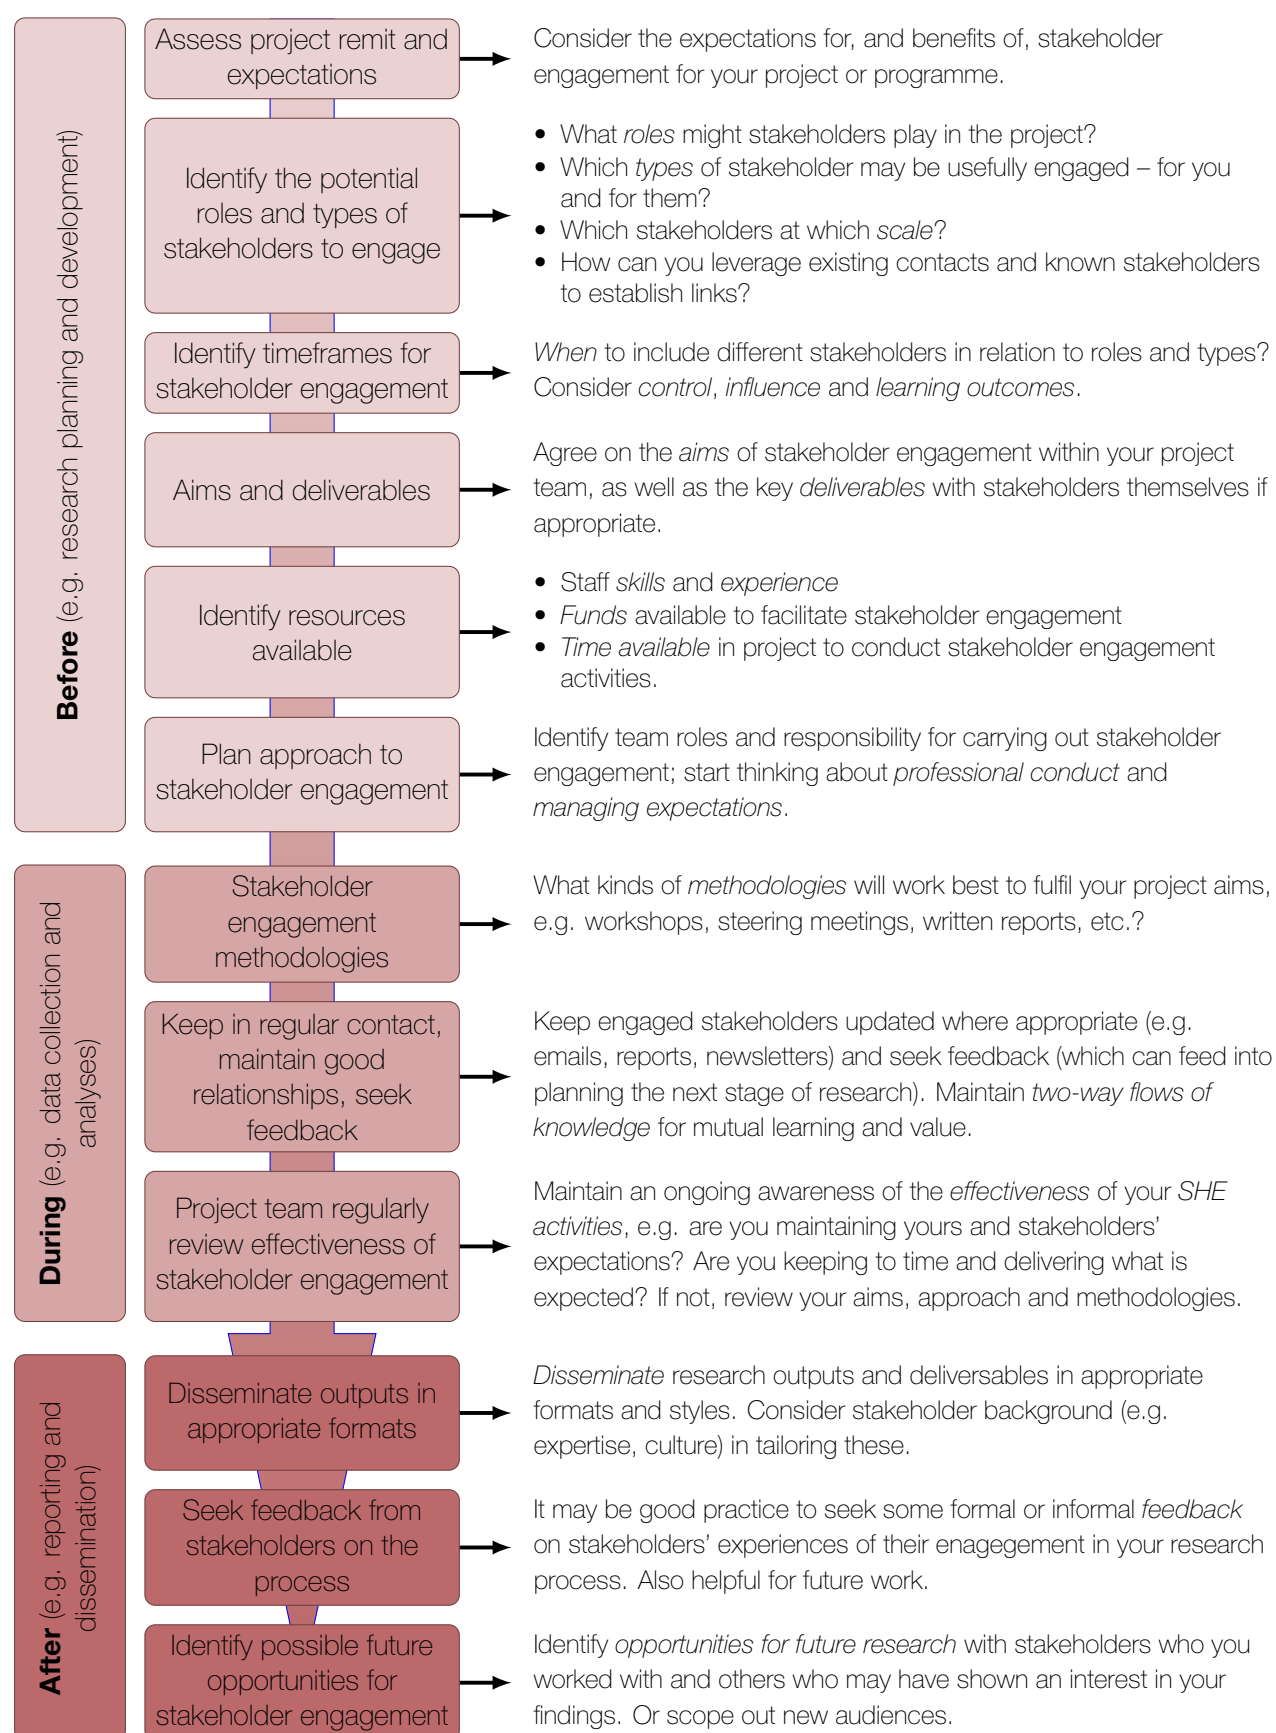 Before (e.g. research planning and development)
Assess project remit and
expectations
Consider the expectations for, and benefits of, stakeholder
engagement for your project or programme.
Identify the potential
roles and types of
stakeholders to engage
• What roles might stakeholders play in the project?
• Which types of stakeholder may be usefully engaged – for you
and for them?
• Which stakeholders at which scale?
• How can you leverage existing contacts and known stakeholders
to establish links?
Identify timeframes for
stakeholder engagement
When to include different stakeholders in relation to roles and types?
Consider control, influence and learning outcomes.
Aims and deliverables
Agree on the aims of stakeholder engagement within your project
team, as well as the key deliverables with stakeholders themselves if
appropriate.
Identify resources
available
• Staff skills and experience
• Funds available to facilitate stakeholder engagement
• Time available in project to conduct stakeholder engagement
activities.
Plan approach to
stakeholder engagement
Identify team roles and responsibility for carrying out stakeholder
engagement; start thinking about professional conduct and
managing expectations.
During (e.g. data collection and
analyses)
Stakeholder
engagement
methodologies
What kinds of methodologies will work best to fulfil your project aims,
e.g. workshops, steering meetings, written reports, etc.?
Keep in regular contact,
maintain good
relationships, seek
feedback
Keep engaged stakeholders updated where appropriate (e.g.
emails, reports, newsletters) and seek feedback (which can feed into
planning the next stage of research). Maintain two-way flows of
knowledge for mutual learning and value.
Project team regularly
review effectiveness of
stakeholder engagement
Maintain an ongoing awareness of the effectiveness of your SHE
activities, e.g. are you maintaining yours and stakeholders’
expectations? Are you keeping to time and delivering what is
expected? If not, review your aims, approach and methodologies.
After (e.g. reporting and
dissemination)
Disseminate outputs in
appropriate formats
Disseminate research outputs and deliversables in appropriate
formats and styles. Consider stakeholder background (e.g.
expertise, culture) in tailoring these.
Seek feedback from
stakeholders on the
process
It may be good practice to seek some formal or informal feedback
on stakeholders’ experiences of their enagegement in your research
process. Also helpful for future work.
Identify possible future
opportunities for
stakeholder engagement
Identify opportunities for future research with stakeholders who you
worked with and others who may have shown an interest in your
findings. Or scope out new audiences.